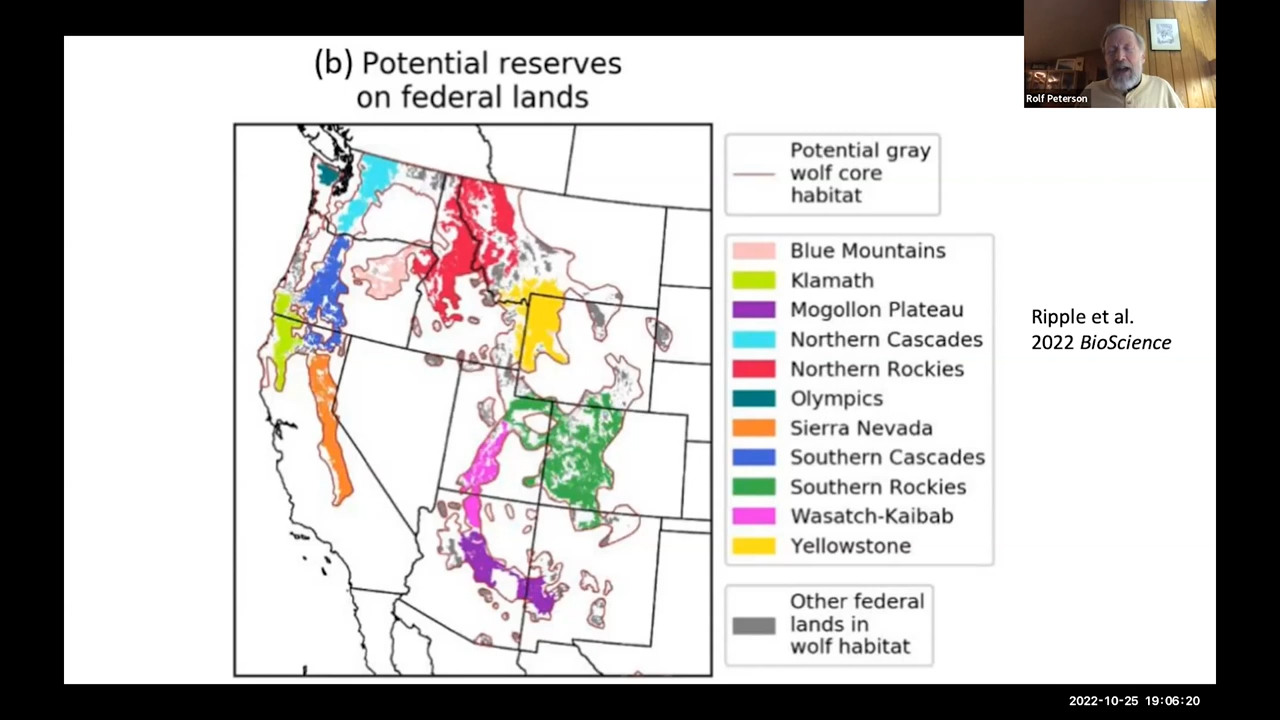 (b) Potential reserves
on federal lands
Rolf Peterson
Potential gray
wolf core
habitat
Blue Mountains
Klamath
Mogollon Plateau
Northern Cascades
Northern Rockies
Olympics
Sierra Nevada
Southern Cascades
Southern Rockies
Wasatch-Kaibab
Yellowstone
Other federal
lands in
wolf habitat
Ripple et al.
2022 BioScience
2022-10-25 19:06:20